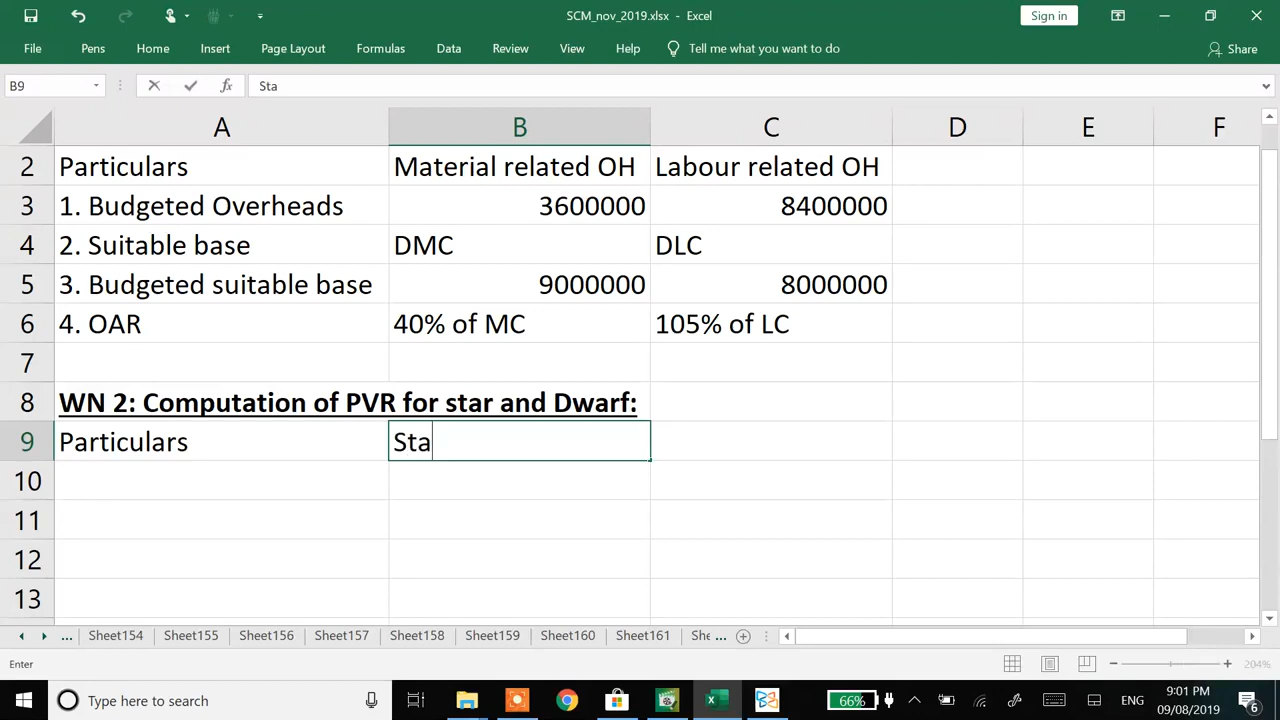 SCM_nov_2019.xlsx - Excel
Sign in
File Pens Home Insert Page Layout Formulas Data Review View Help Tell me what you want to do Share
B9 fx Sta
A B C D E F
2 Particulars Material related OH Labour related OH
3 1. Budgeted Overheads 3600000 8400000
4 2. Suitable base DMC DLC
5 3. Budgeted suitable base 9000000 8000000
6 4. OAR 40% of MC 105% of LC
7
8 WN 2: Computation of PVR for star and Dwarf:
9 Particulars Sta
10
11
12
13
... Sheet154 Sheet155 Sheet156 Sheet157 Sheet158 Sheet159 Sheet160 Sheet161 She ...
Enter 204%
Type here to search 66% ENG 9:01 PM
09/08/2019 6